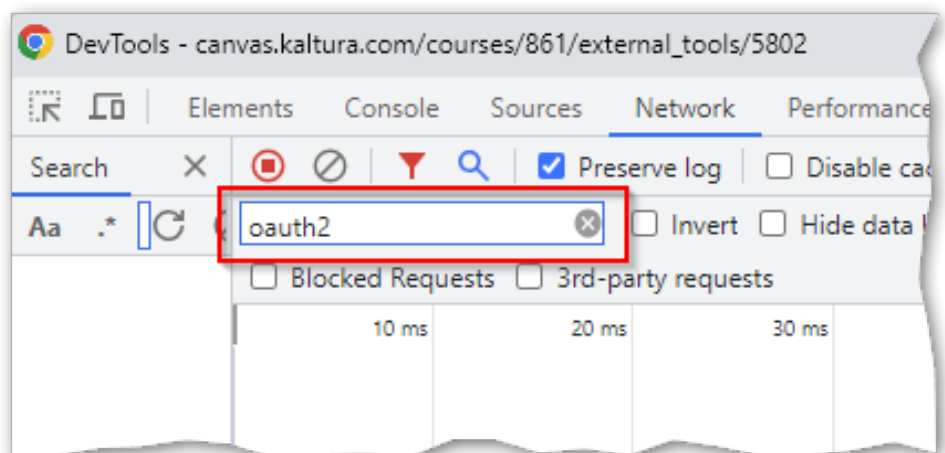 DevTools - canvas.kaltura.com/courses/861/external_tools/5802
Elements Console Sources Network Performance
Search Preserve log Disable cac
Aa .* oauth2 Invert Hide data
Blocked Requests 3rd-party requests
10 ms 20 ms 30 ms